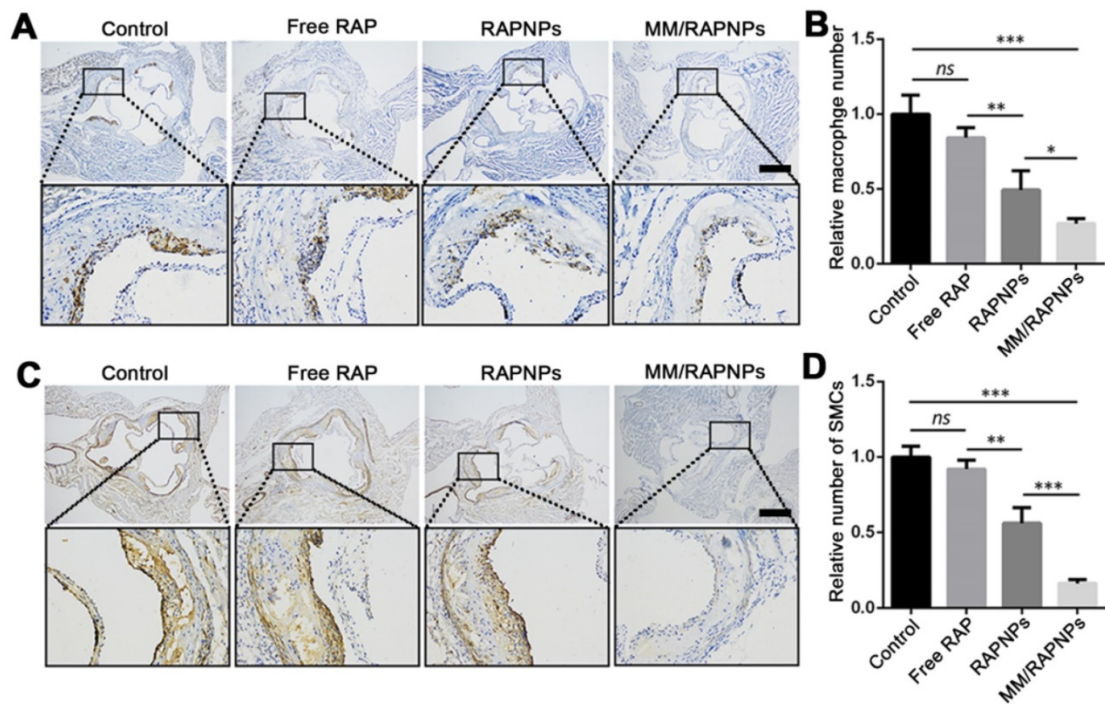 A
Control
Free RAP
RAPNPs
MM/RAPNPs
B
Relative macrophge number
1.5
1.0
0.5
0.0
***
ns
**
*
Control
Free RAP
RAPNPs
MM/RAPNPs
C
Control
Free RAP
RAPNPs
MM/RAPNPs
D
Relative number of SMCs
1.5
1.0
0.5
0.0
***
ns
**
***
Control
Free RAP
RAPNPs
MM/RAPNPs